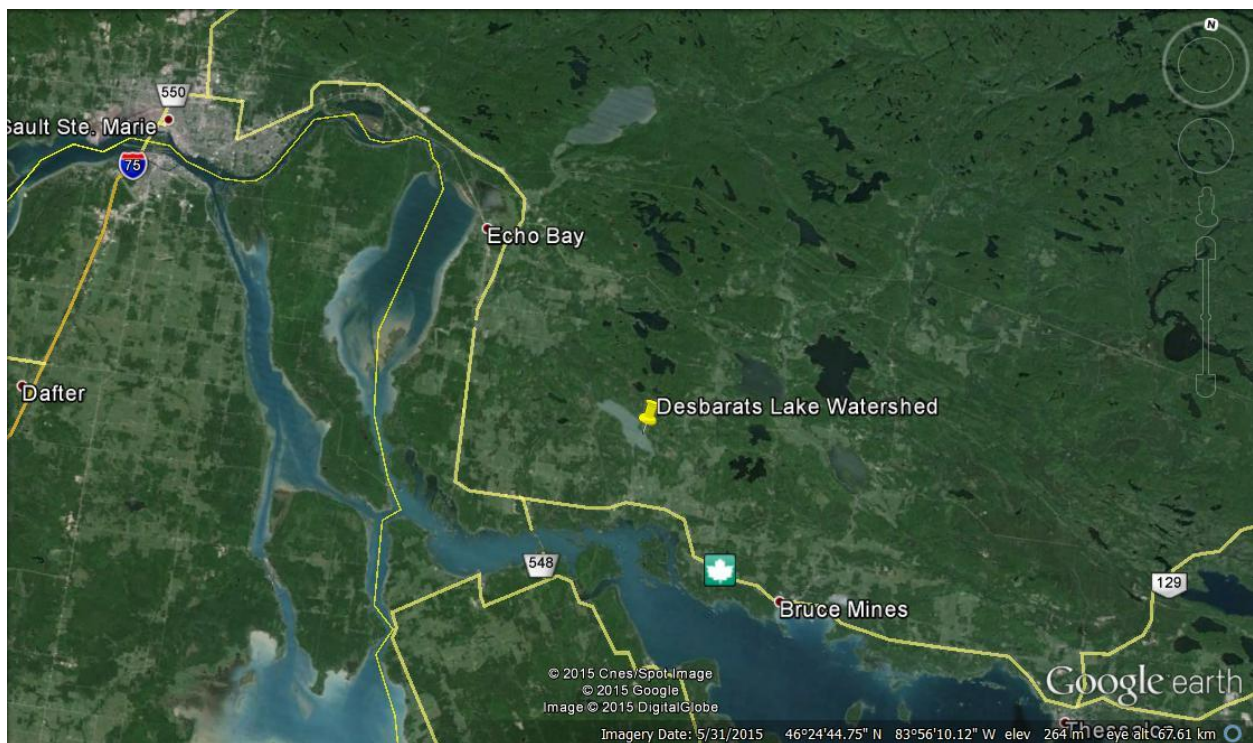 N
550
Sault Ste. Marie
75
Echo Bay
Dafter
Desbarats Lake Watershed
548
129
Bruce Mines
© 2015 Cnes/Spot Image
© 2015 Google
Image © 2015 DigitalGlobe
Google earth
Thessalon
Imagery Date: 5/31/2015 46°24'44.75" N 83°56'10.12" W elev 264 m eye alt 67.61 km